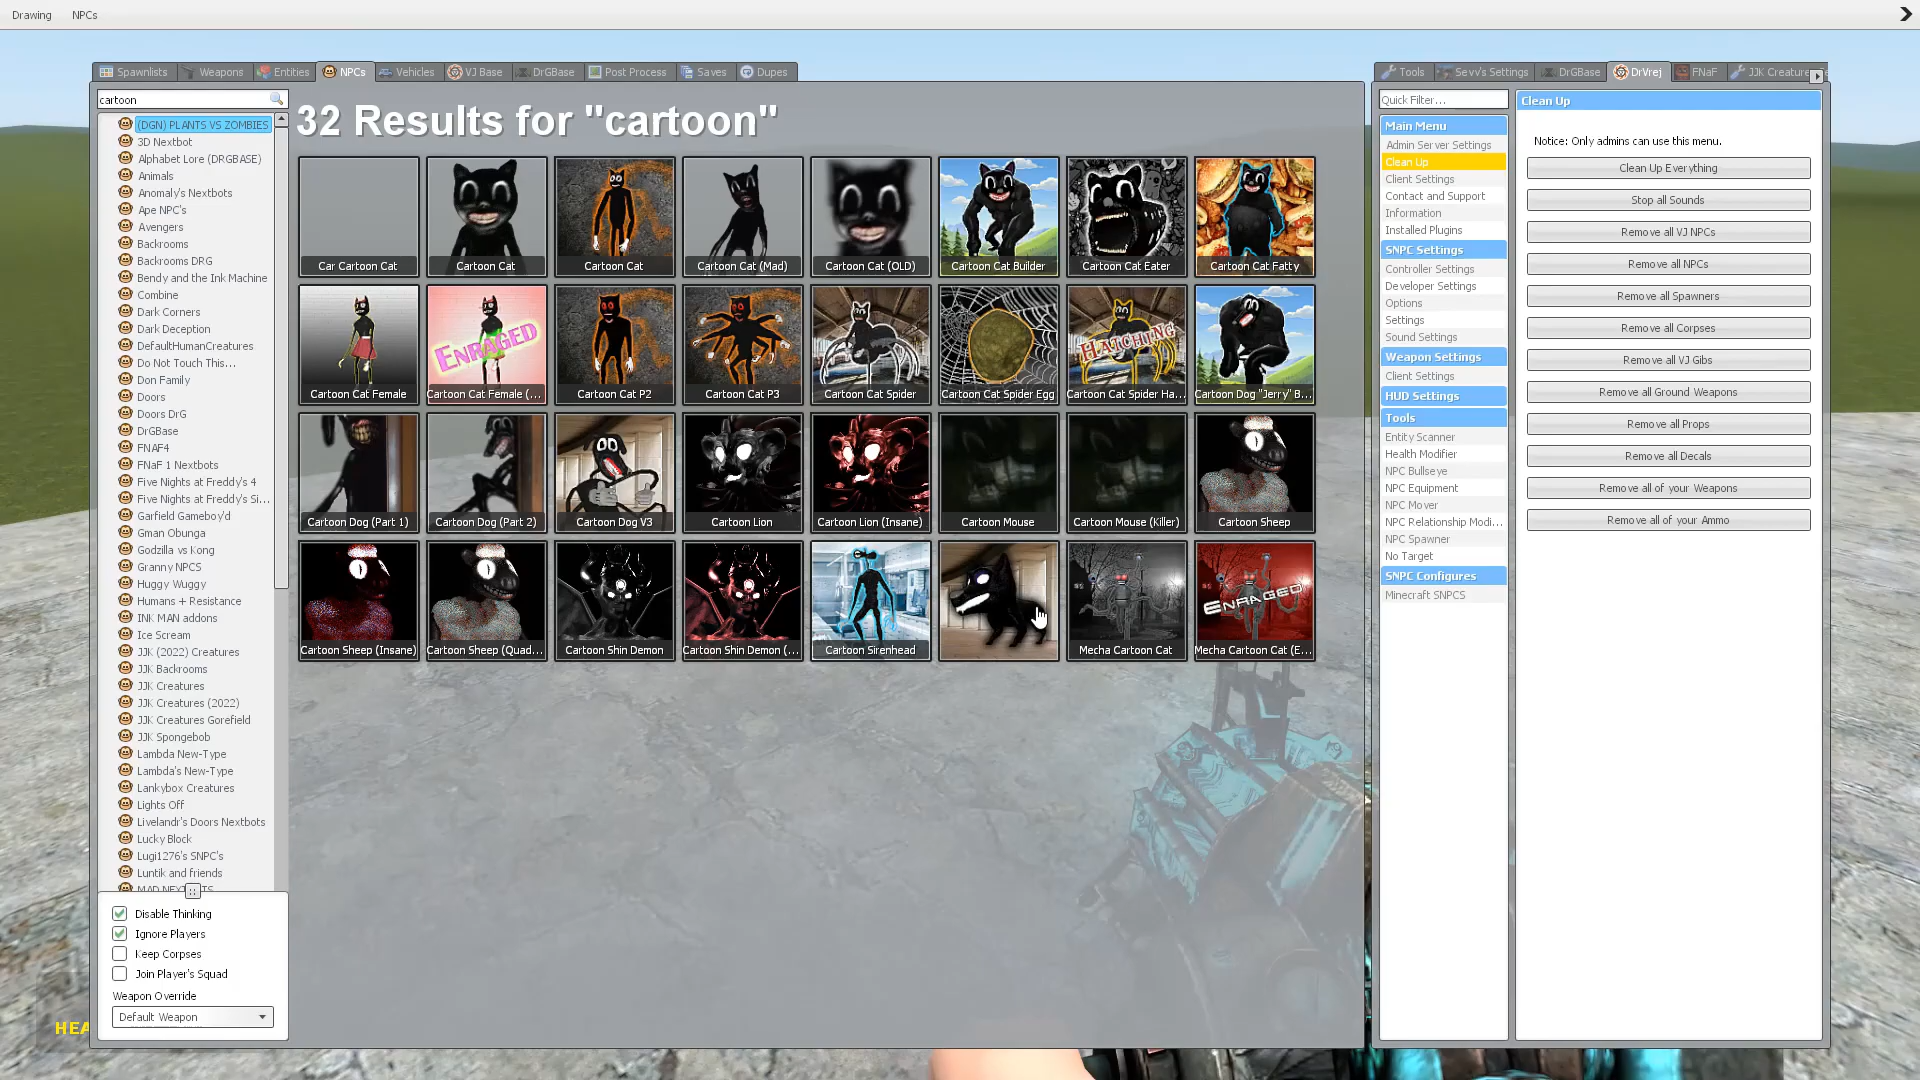 Drawing NPCs
Spawnlists Weapons Entities NPCs Vehicles VJ Base DrGBase Post Process Saves Dupes
cartoon
(DGN) PLANTS VS ZOMBIES
3D Nextbot
Alphabet Lore (DRGBASE)
Animals
Anomaly's Nextbots
Ape NPC's
Avengers
Backrooms
Backrooms DRG
Bendy and the Ink Machine
Combine
Dark Corners
Dark Deception
DefaultHumanCreatures
Do Not Touch This...
Don Family
Doors
Doors DrG
DrGBase
FNAF4
FNaF 1 Nextbots
Five Nights at Freddy's 4
Five Nights at Freddy's Si...
Garfield Gameboy'd
Gman Obunga
Godzilla vs Kong
Granny NPCS
Huggy Wuggy
Humans + Resistance
INK MAN addons
Ice Scream
JJK (2022) Creatures
JJK Backrooms
JJK Creatures
JJK Creatures (2022)
JJK Creatures Gorefield
JJK Spongebob
Lambda New-Type
Lambda's New-Type
Lankybox Creatures
Lights Off
Livelandr's Doors Nextbots
Lucky Block
Lugi1276's SNPC's
Luntik and friends
Disable Thinking
Ignore Players
Keep Corpses
Join Player's Squad
Weapon Override
Default Weapon
HEA
32 Results for "cartoon"
Car Cartoon Cat
Cartoon Cat
Cartoon Cat
Cartoon Cat (Mad)
Cartoon Cat (OLD)
Cartoon Cat Builder
Cartoon Cat Eater
Cartoon Cat Fatty
Cartoon Cat Female
ENRAGED
Cartoon Cat Female (...
Cartoon Cat P2
Cartoon Cat P3
Cartoon Cat Spider
Cartoon Cat Spider Egg
HATCHING
Cartoon Cat Spider Ha...
Cartoon Dog "Jerry" B...
Cartoon Dog (Part 1)
Cartoon Dog (Part 2)
Cartoon Dog V3
Cartoon Lion
Cartoon Lion (Insane)
Cartoon Mouse
Cartoon Mouse (Killer)
Cartoon Sheep
Cartoon Sheep (Insane)
Cartoon Sheep (Quad...
Cartoon Shin Demon
Cartoon Shin Demon (...
Cartoon Sirenhead
Mecha Cartoon Cat
ENRAGED
Mecha Cartoon Cat (E...
Tools Sevv's Settings DrGBase DrVrej FNaF JJK Creature
Quick Filter...
Main Menu
Admin Server Settings
Clean Up
Client Settings
Contact and Support
Information
Installed Plugins
SNPC Settings
Controller Settings
Developer Settings
Options
Settings
Sound Settings
Weapon Settings
Client Settings
HUD Settings
Tools
Entity Scanner
Health Modifier
NPC Bullseye
NPC Equipment
NPC Mover
NPC Relationship Modi...
NPC Spawner
No Target
SNPC Configures
Minecraft SNPCS
Clean Up
Notice: Only admins can use this menu.
Clean Up Everything
Stop all Sounds
Remove all VJ NPCs
Remove all NPCs
Remove all Spawners
Remove all Corpses
Remove all VJ Gibs
Remove all Ground Weapons
Remove all Props
Remove all Decals
Remove all of your Weapons
Remove all of your Ammo